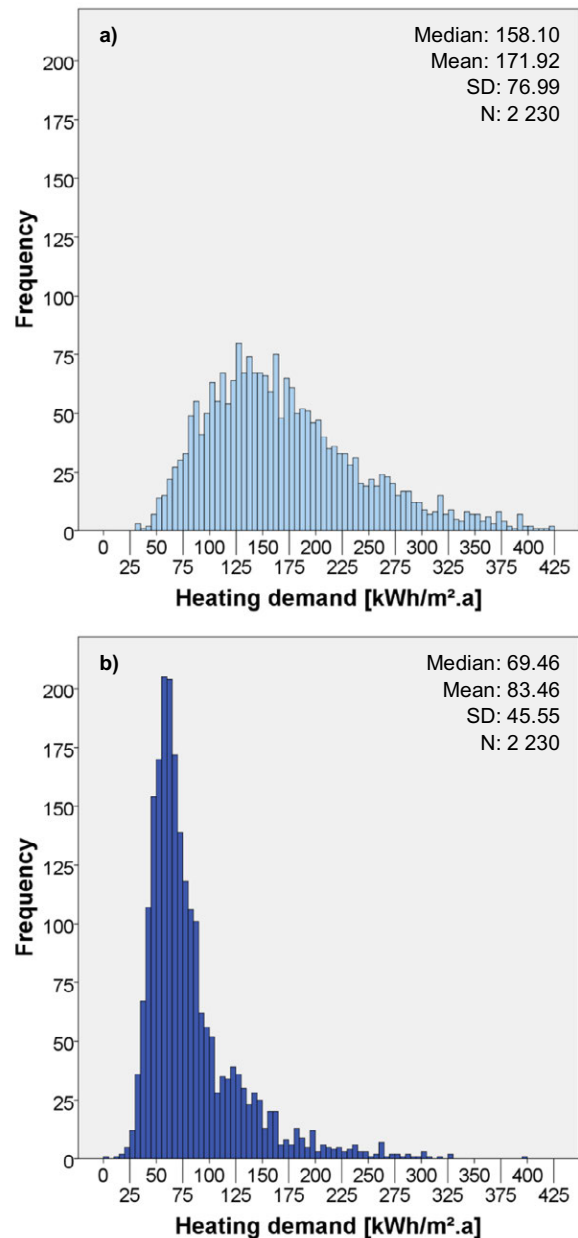 a)
Median: 158.10
Mean: 171.92
SD: 76.99
N: 2 230
200
175
150
125
100
75
50
25
0
Frequency
0 50 100 150 200 250 300 350 400
25 75 125 175 225 275 325 375 425
Heating demand [kWh/m².a]
b)
Median: 69.46
Mean: 83.46
SD: 45.55
N: 2 230
200
175
150
125
100
75
50
25
0
Frequency
0 50 100 150 200 250 300 350 400
25 75 125 175 225 275 325 375 425
Heating demand [kWh/m².a]